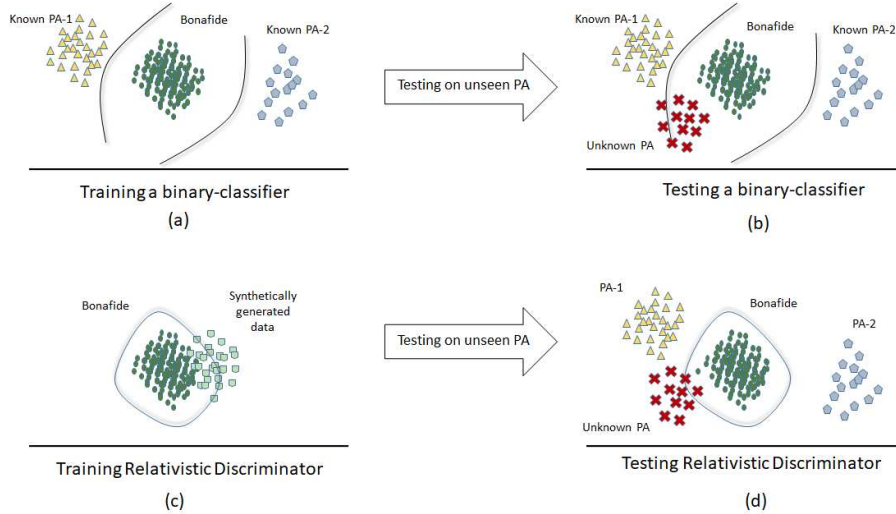 Known PA-1
Bonafide
Known PA-2
Training a binary-classifier
(a)
Testing on unseen PA
Known PA-1
Bonafide
Known PA-2
Unknown PA
Testing a binary-classifier
(b)
Bonafide
Synthetically
generated
data
Training Relativistic Discriminator
(c)
Testing on unseen PA
PA-1
Bonafide
PA-2
Unknown PA
Testing Relativistic Discriminator
(d)